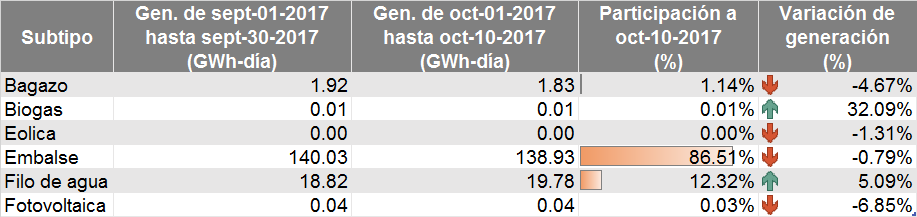 Subtipo Gen. de sept-01-2017 hasta sept-30-2017 (GWh-día) Gen. de oct-01-2017 hasta oct-10-2017 (GWh-día) Participación a oct-10-2017 (%) Variación de generación (%)
Bagazo 1.92 1.83 1.14% -4.67%
Biogas 0.01 0.01 0.01% 32.09%
Eolica 0.00 0.00 0.00% -1.31%
Embalse 140.03 138.93 86.51% -0.79%
Filo de agua 18.82 19.78 12.32% 5.09%
Fotovoltaica 0.04 0.04 0.03% -6.85%